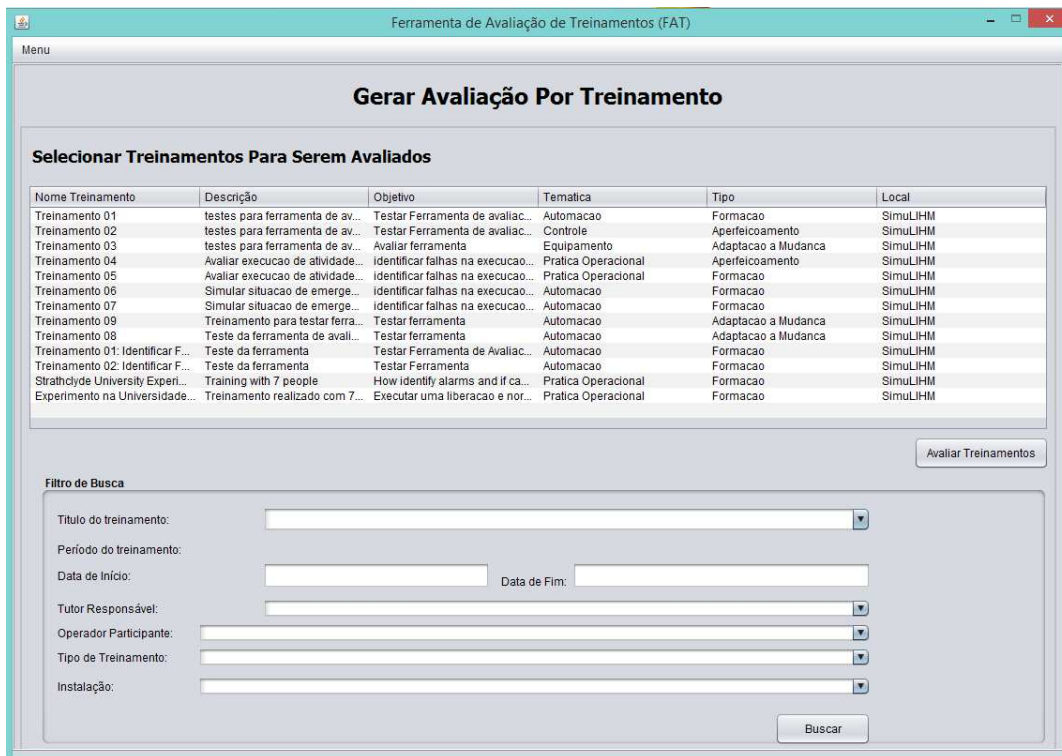 Ferramenta de Avaliação de Treinamentos (FAT)
Menu
Gerar Avaliação Por Treinamento
Selecionar Treinamentos Para Serem Avaliados
Nome Treinamento Descrição Objetivo Tematica Tipo Local
Treinamento 01 testes para ferramenta de av... Testar Ferramenta de avaliac... Automacao Formacao SimuLIHM
Treinamento 02 testes para ferramenta de av... Testar Ferramenta de avaliac... Controle Aperfeicoamento SimuLIHM
Treinamento 03 testes para ferramenta de av... Avaliar ferramenta Equipamento Adaptacao a Mudanca SimuLIHM
Treinamento 04 Avaliar execucao de atividade... identificar falhas na execucao... Pratica Operacional Aperfeicoamento SimuLIHM
Treinamento 05 Avaliar execucao de atividade... identificar falhas na execucao... Pratica Operacional Formacao SimuLIHM
Treinamento 06 Simular situacao de emerge... identificar falhas na execucao... Automacao Formacao SimuLIHM
Treinamento 07 Simular situacao de emerge... identificar falhas na execucao... Automacao Formacao SimuLIHM
Treinamento 09 Treinamento para testar ferra... Testar ferramenta Automacao Adaptacao a Mudanca SimuLIHM
Treinamento 08 Teste da ferramenta de avali... Testar ferramenta Automacao Adaptacao a Mudanca SimuLIHM
Treinamento 01: Identificar F... Teste da ferramenta Testar Ferramenta de Avaliac... Automacao Formacao SimuLIHM
Treinamento 02: Identificar F... Teste da ferramenta Testar Ferramenta Automacao Formacao SimuLIHM
Strathclyde University Experi... Training with 7 people How identify alarms and if ca... Pratica Operacional Formacao SimuLIHM
Experimento na Universidade... Treinamento realizado com 7... Executar uma liberacao e nor... Pratica Operacional Formacao SimuLIHM
Avaliar Treinamentos
Filtro de Busca
Titulo do treinamento:
Período do treinamento:
Data de Início: Data de Fim:
Tutor Responsável:
Operador Participante:
Tipo de Treinamento:
Instalação:
Buscar